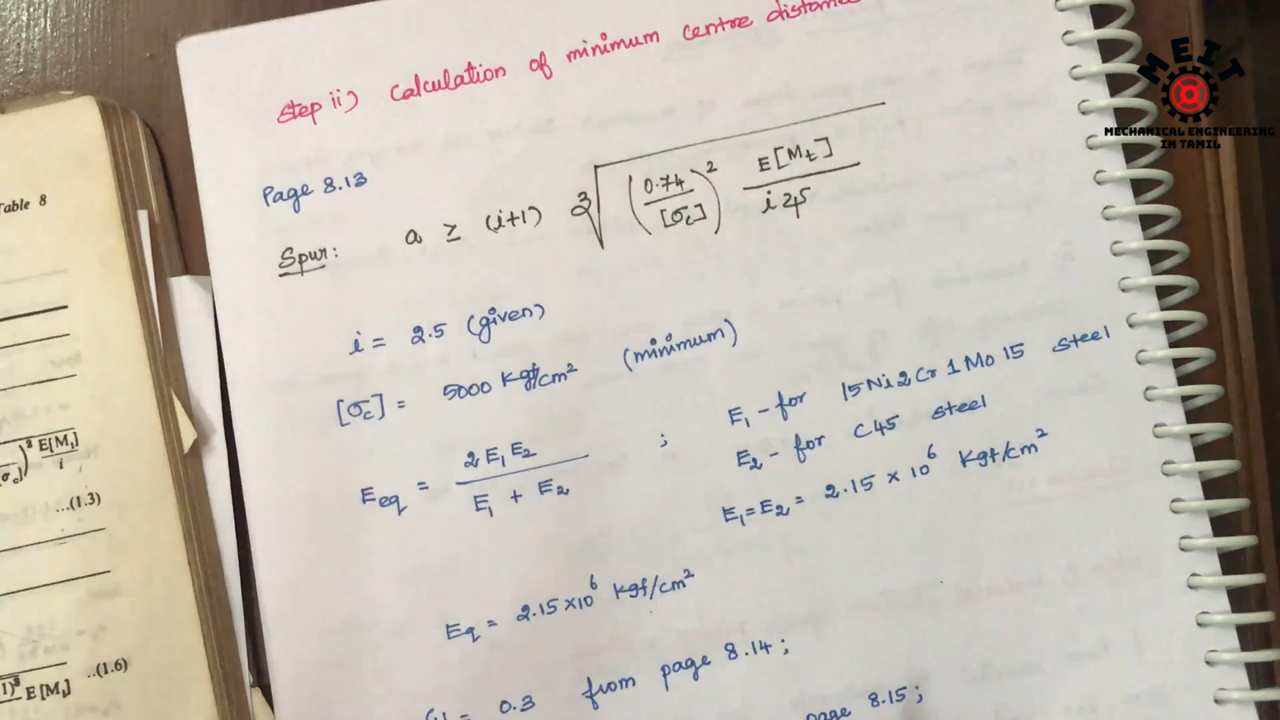 Step ii) Calculation of minimum centre distance
Page 8.13
Spur: a ≥ (i+1) ∛((0.74/[σc])² E[Mt]/(iψ))
i = 2.5 (given)
[σc] = 5000 Kgf/cm² (minimum)
Eeq = 2E₁E₂/(E₁ + E₂) ; E₁ - for 15Ni2Cr1Mo15 steel
E₂ - for C45 steel
E₁=E₂ = 2.15 × 10⁶ Kgf/cm²
Eq = 2.15×10⁶ Kgf/cm²
= 0.3 from page 8.14;
page 8.15;
Table 8
E[Mt]/i
...(1.3)
..(1.6)
E[Mt]
MEIT
MECHANICAL ENGINEERING
IN TAMIL